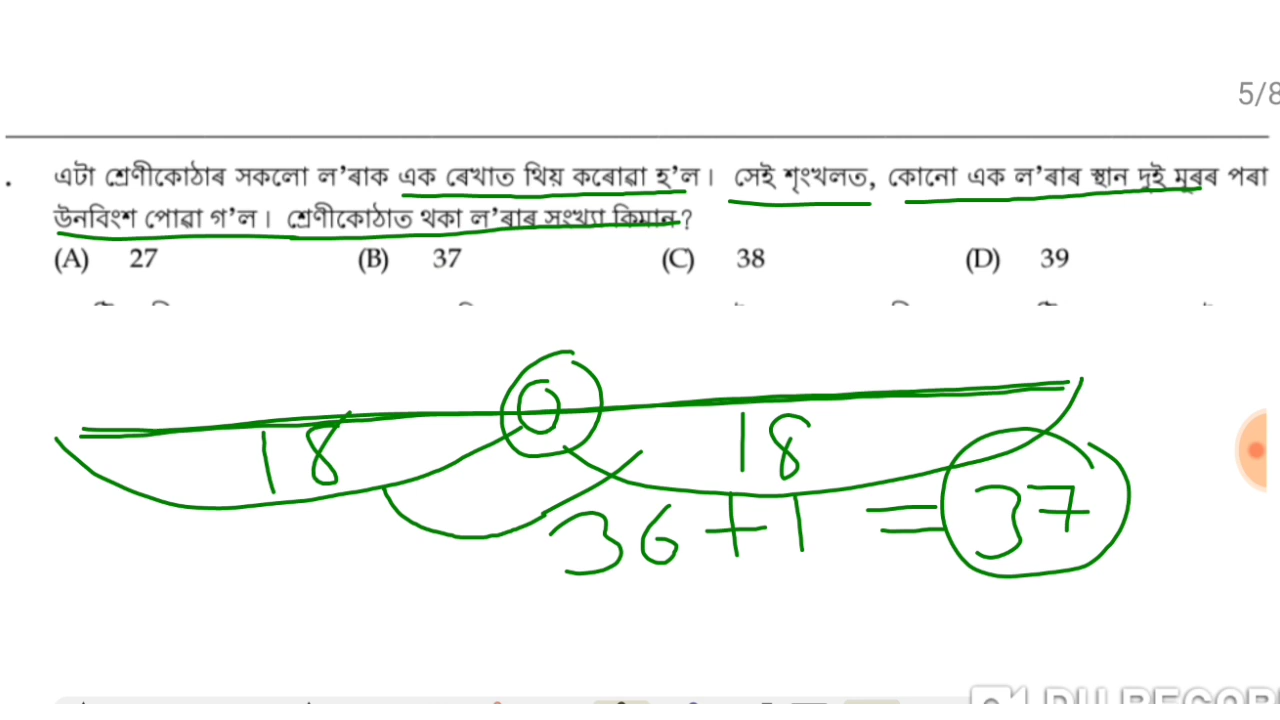 5/8
. এটা শ্ৰেণীকোঠাৰ সকলো ল'ৰাক এক ৰেখাত থিয় কৰোৱা হ'ল। সেই শৃংখলত, কোনো এক ল'ৰাৰ স্থান দুই মূৰৰ পৰা
ঊনবিংশ পোৱা গ'ল। শ্ৰেণীকোঠাত থকা ল'ৰাৰ সংখ্যা কিমান?
(A) 27 (B) 37 (C) 38 (D) 39
18 0 18
36 + 1 = 37